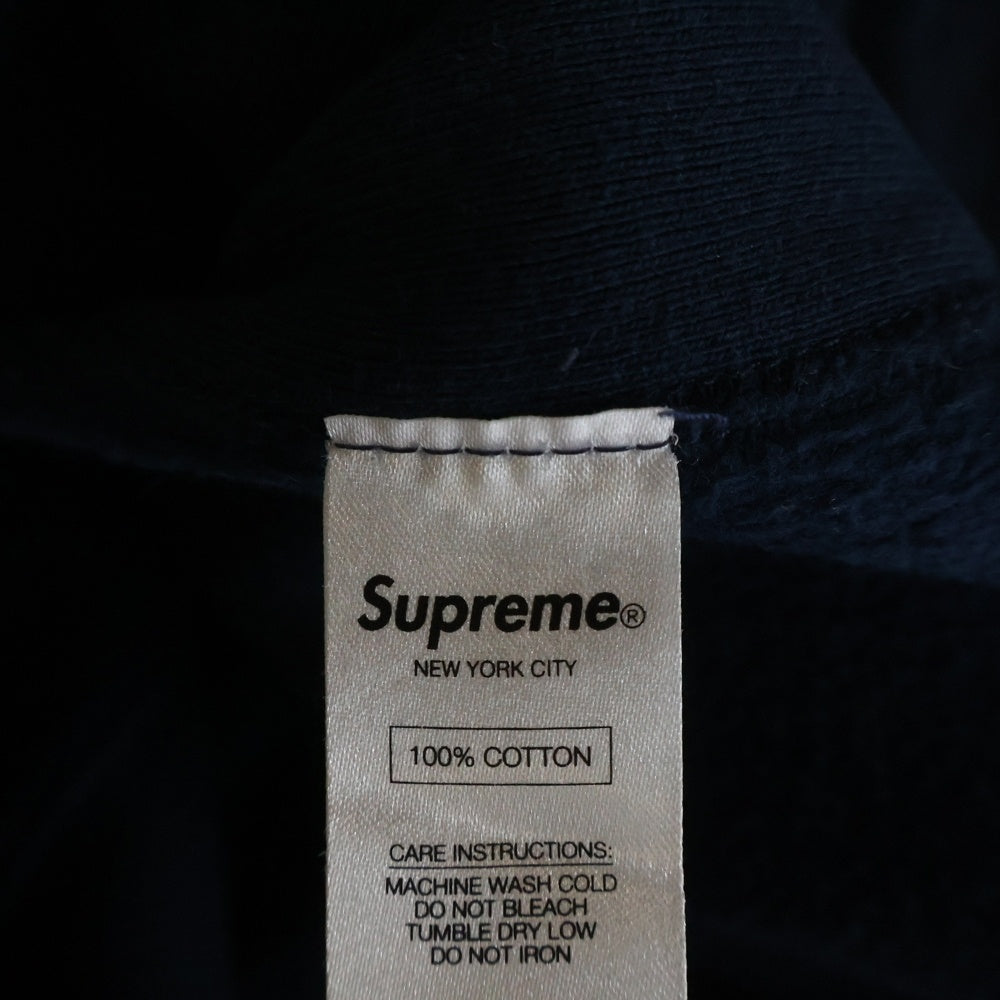 Supreme®
NEW YORK CITY
100% COTTON
CARE INSTRUCTIONS:
MACHINE WASH COLD
DO NOT BLEACH
TUMBLE DRY LOW
DO NOT IRON